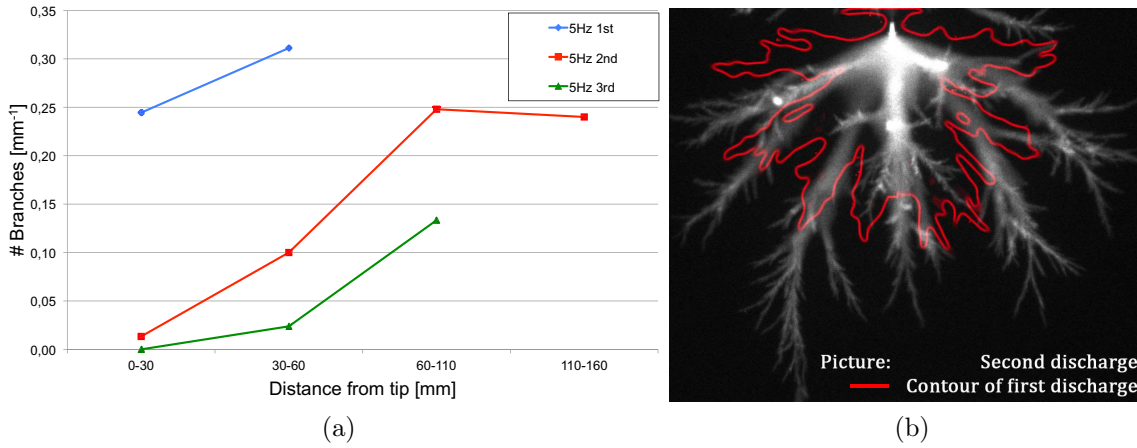 0,35
0,30
0,25
0,20
0,15
0,10
0,05
0,00
# Branches [mm⁻¹]
0-30
30-60
60-110
110-160
Distance from tip [mm]
5Hz 1st
5Hz 2nd
5Hz 3rd
(a)
Picture: Second discharge
Contour of first discharge
(b)